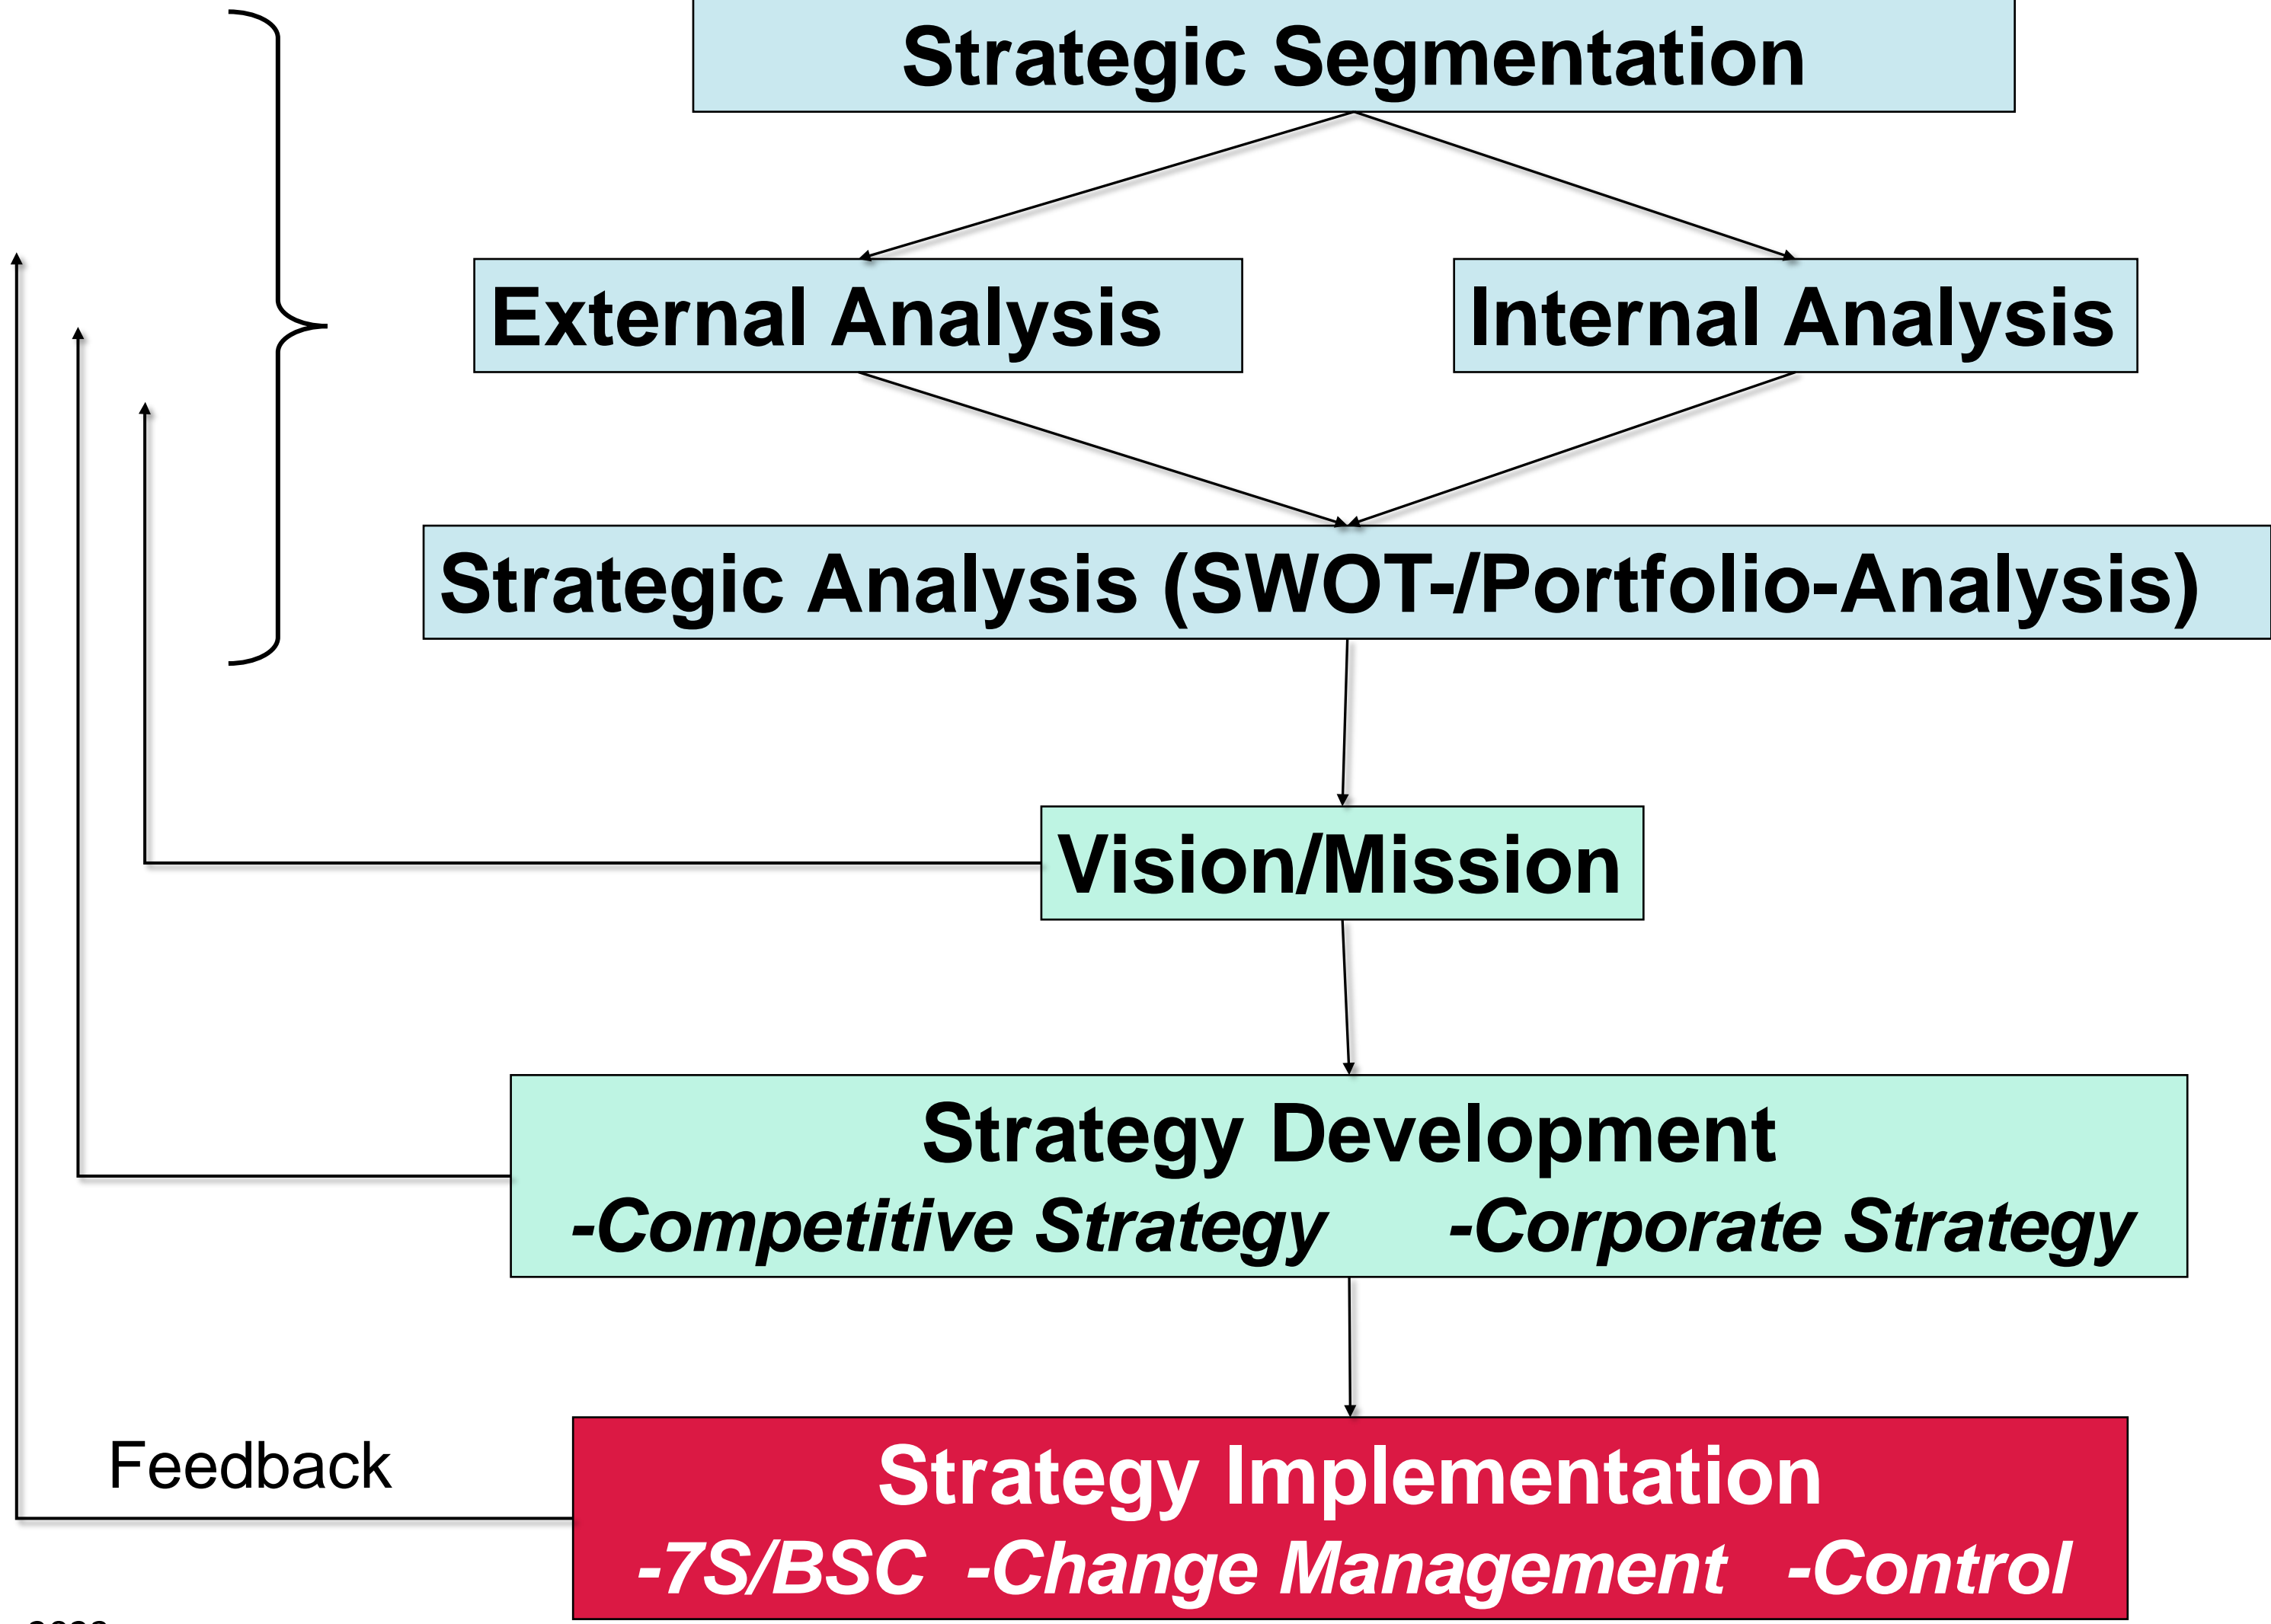 Strategic Segmentation
External Analysis
Internal Analysis
Strategic Analysis (SWOT-/Portfolio-Analysis)
Vision/Mission
Strategy Development
-Competitive Strategy -Corporate Strategy
Feedback
Strategy Implementation
-7S/BSC -Change Management -Control